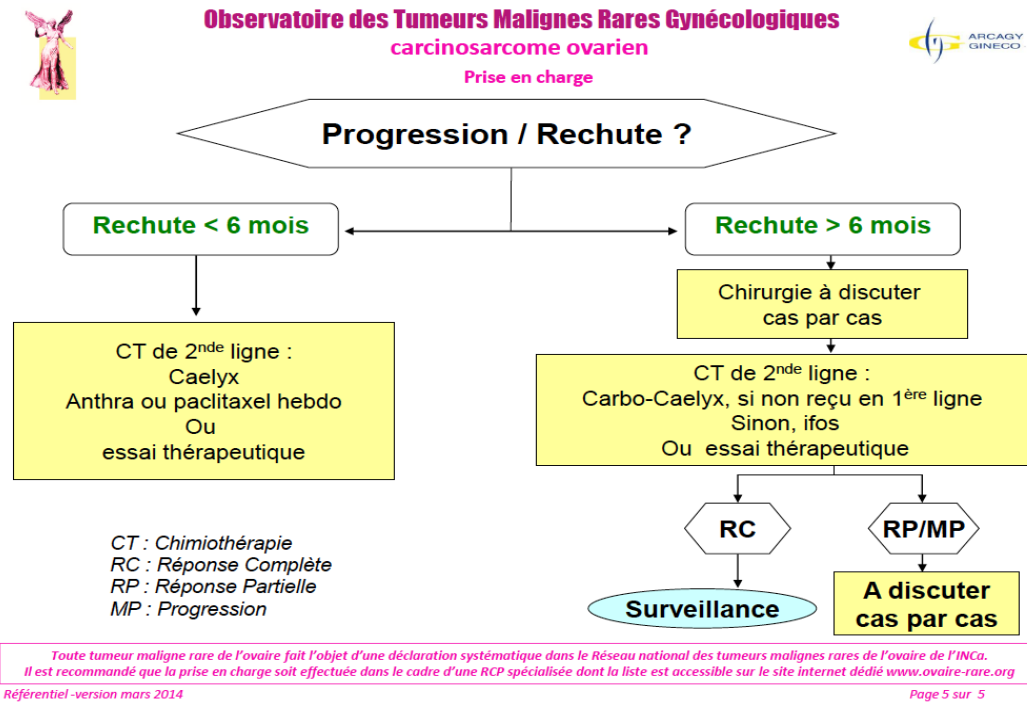 Observatoire des Tumeurs Malignes Rares Gynécologiques
carcinosarcome ovarien
Prise en charge
ARCAGY
GINECO
Progression / Rechute ?
Rechute < 6 mois
Rechute > 6 mois
Chirurgie à discuter
cas par cas
CT de 2nde ligne :
Caelyx
Anthra ou paclitaxel hebdo
Ou
essai thérapeutique
CT de 2nde ligne :
Carbo-Caelyx, si non reçu en 1ère ligne
Sinon, ifos
Ou essai thérapeutique
RC
RP/MP
CT : Chimiothérapie
RC : Réponse Complète
RP : Réponse Partielle
MP : Progression
Surveillance
A discuter
cas par cas
Toute tumeur maligne rare de l'ovaire fait l'objet d'une déclaration systématique dans le Réseau national des tumeurs malignes rares de l'ovaire de l'INCa.
Il est recommandé que la prise en charge soit effectuée dans le cadre d'une RCP spécialisée dont la liste est accessible sur le site internet dédié www.ovaire-rare.org
Référentiel -version mars 2014
Page 5 sur 5